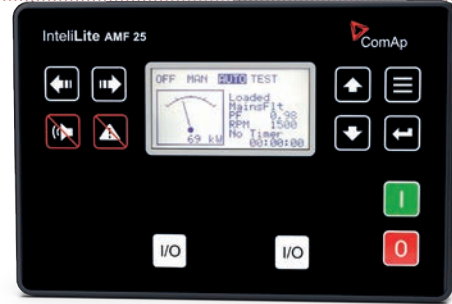 InteliLite AMF 25
ComAp
OFF MAN AUTO TEST
Loaded
MainsFlt
PF 0.98
RPM 1500
No Timer
69 kW 00:00:00
I
I/O I/O 0